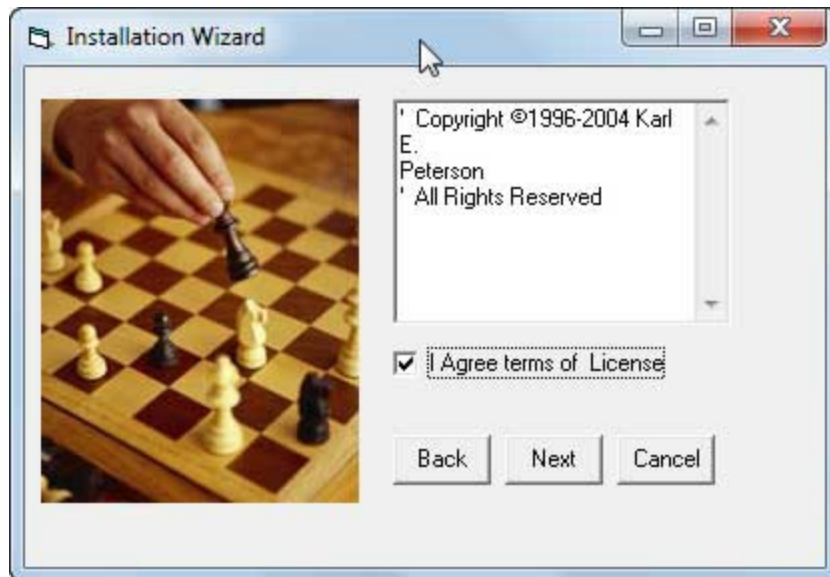 Installation Wizard
' Copyright ©1996-2004 Karl
E.
Peterson
' All Rights Reserved
I Agree terms of License
Back Next Cancel